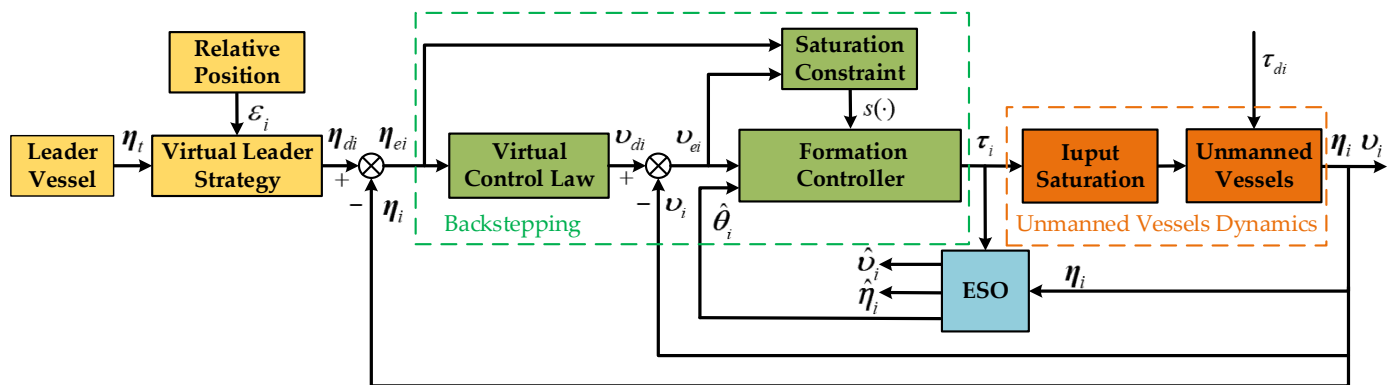 Relative
Position
ε_i
Leader
Vessel
η_t
Virtual Leader
Strategy
η_di
+
−
η_i
η_ei
Virtual
Control Law
υ_di
+
−
υ_i
υ_ei
Saturation
Constraint
s(·)
Formation
Controller
θ̂_i
Backstepping
τ_i
Iuput
Saturation
τ_di
Unmanned
Vessels
η_i υ_i
Unmanned Vessels Dynamics
υ̂_i
η̂_i
ESO
η_i